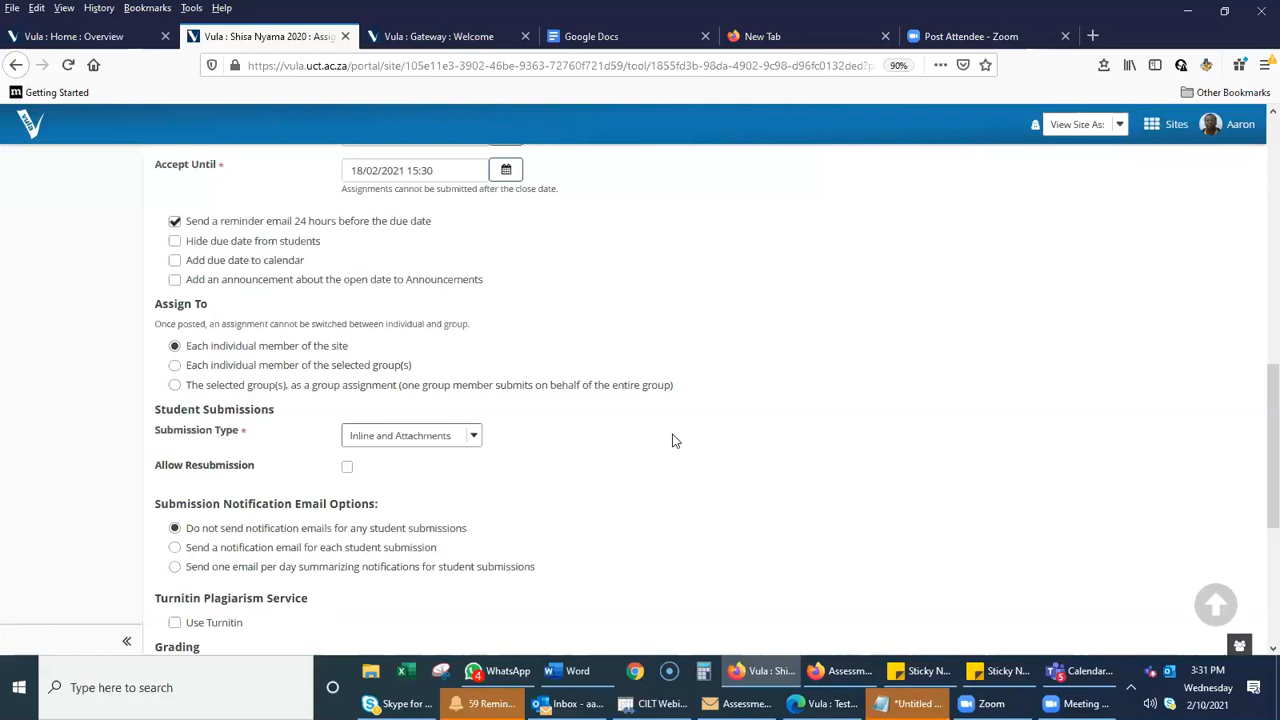 File Edit View History Bookmarks Tools Help
Vula : Home : Overview
Vula : Shisa Nyama 2020 : Assig
Vula : Gateway : Welcome
Google Docs
New Tab
Post Attendee - Zoom
https://vula.uct.ac.za/portal/site/105e11e3-3902-46be-9363-72760f721d59/tool/1855fd3b-98da-4902-9c98-d96fc0132ded?p
90%
Getting Started
Other Bookmarks
vula
View Site As:
Sites
Aaron
Accept Until *
18/02/2021 15:30
Assignments cannot be submitted after the close date.
Send a reminder email 24 hours before the due date
Hide due date from students
Add due date to calendar
Add an announcement about the open date to Announcements
Assign To
Once posted, an assignment cannot be switched between individual and group.
Each individual member of the site
Each individual member of the selected group(s)
The selected group(s), as a group assignment (one group member submits on behalf of the entire group)
Student Submissions
Submission Type *
Inline and Attachments
Allow Resubmission
Submission Notification Email Options:
Do not send notification emails for any student submissions
Send a notification email for each student submission
Send one email per day summarizing notifications for student submissions
Turnitin Plagiarism Service
Use Turnitin
Grading
4 WhatsApp
Word
Vula : Shi...
Assessm...
Sticky N...
Sticky N...
5 Calendar...
3:31 PM
Type here to search
Wednesday
Skype for ...
59 Remin...
Inbox - aa...
CILT Webi...
Assessme...
Vula : Test...
*Untitled ...
Zoom
Meeting ...
2/10/2021